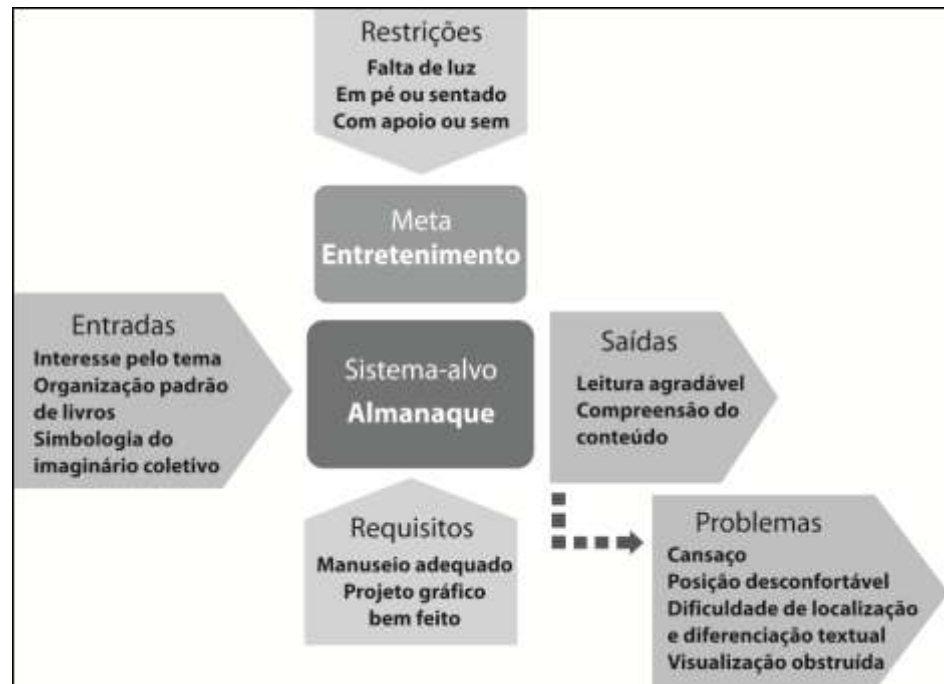 Restrições
Falta de luz
Em pé ou sentado
Com apoio ou sem
Meta
Entretenimento
Entradas
Interesse pelo tema
Organização padrão
de livros
Simbologia do
imaginário coletivo
Sistema-alvo
Almanaque
Saídas
Leitura agradável
Compreensão do
conteúdo
Requisitos
Manuseio adequado
Projeto gráfico
bem feito
Problemas
Cansaço
Posição desconfortável
Dificuldade de localização
e diferenciação textual
Visualização obstruída